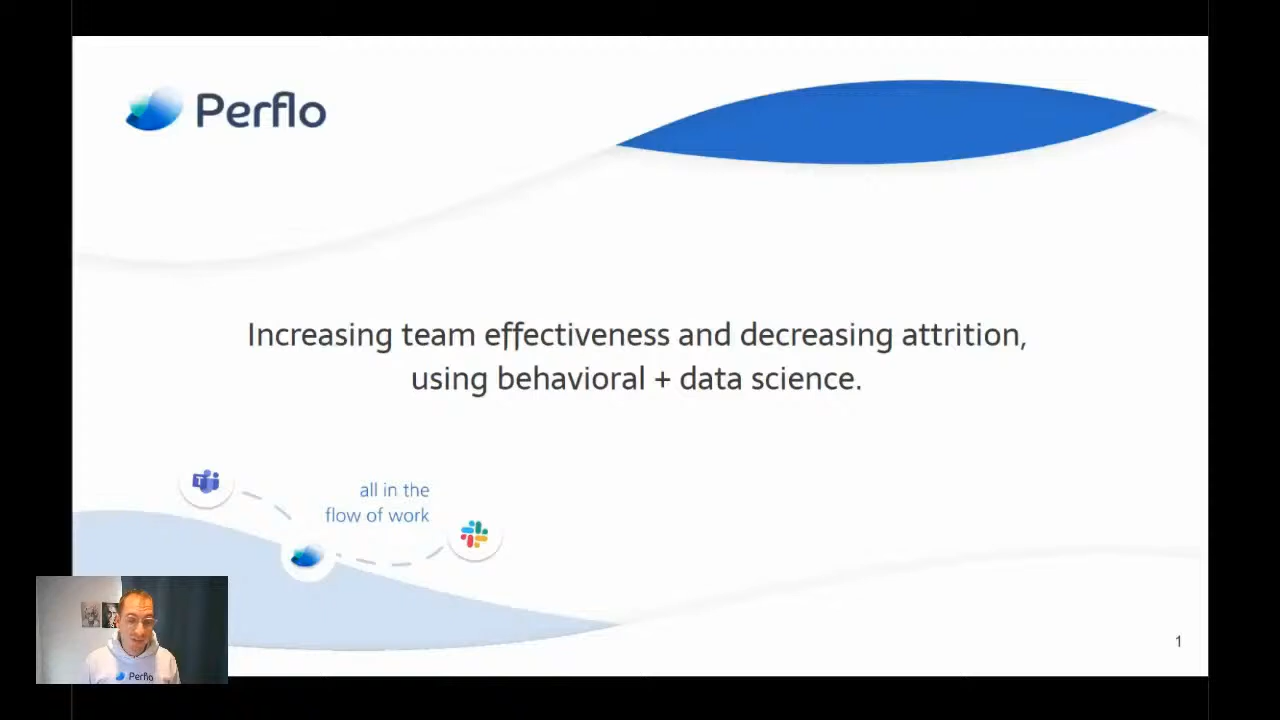 Perflo
Increasing team effectiveness and decreasing attrition,
using behavioral + data science.
T
all in the
flow of work
Perflo
1